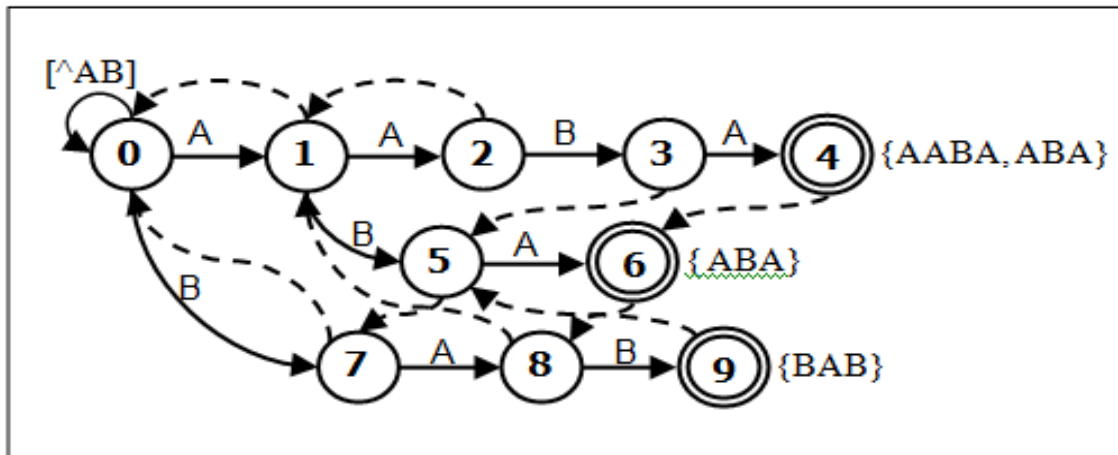 [^AB]
A A B A
0 1 2 3 4 {AABA, ABA}
B A
5 6 {ABA}
B
A B
7 8 9 {BAB}